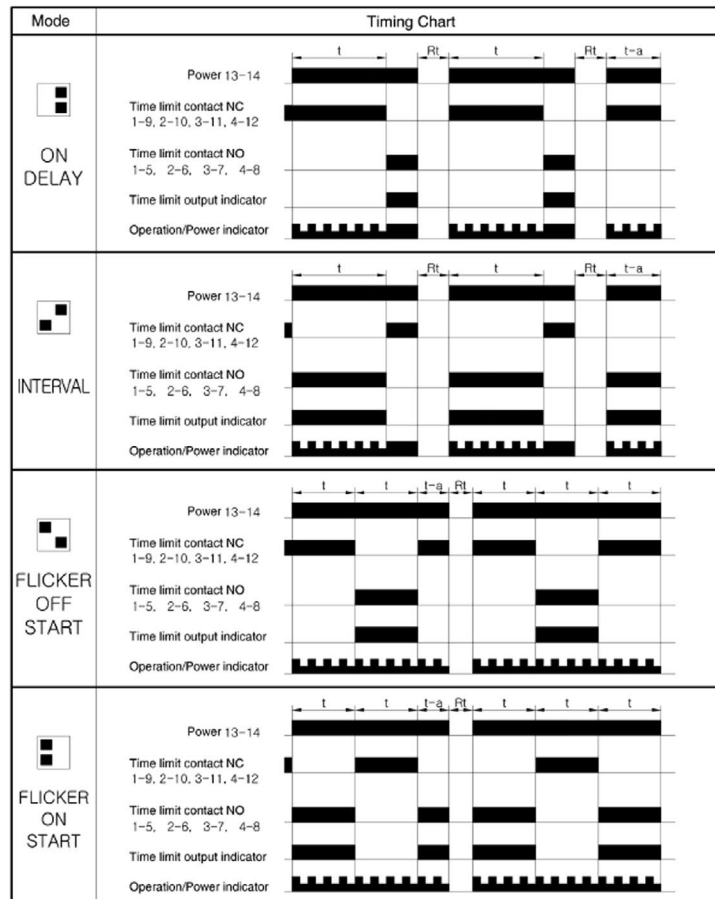 Mode Timing Chart
t Rt t Rt t-a
Power 13-14
Time limit contact NC
1-9, 2-10, 3-11, 4-12
ON
DELAY
Time limit contact NO
1-5, 2-6, 3-7, 4-8
Time limit output indicator
Operation/Power indicator
t Rt t Rt t-a
Power 13-14
Time limit contact NC
1-9, 2-10, 3-11, 4-12
INTERVAL
Time limit contact NO
1-5, 2-6, 3-7, 4-8
Time limit output indicator
Operation/Power indicator
t t t-a Rt t t t
Power 13-14
Time limit contact NC
1-9, 2-10, 3-11, 4-12
FLICKER
OFF
START
Time limit contact NO
1-5, 2-6, 3-7, 4-8
Time limit output indicator
Operation/Power indicator
t t t-a Rt t t t
Power 13-14
Time limit contact NC
1-9, 2-10, 3-11, 4-12
FLICKER
ON
START
Time limit contact NO
1-5, 2-6, 3-7, 4-8
Time limit output indicator
Operation/Power indicator